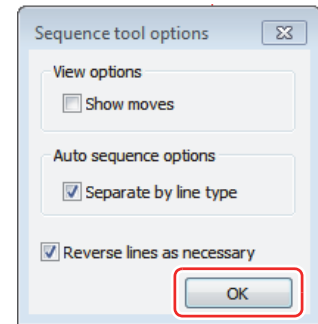 Sequence tool options
View options
Show moves
Auto sequence options
Separate by line type
Reverse lines as necessary
OK